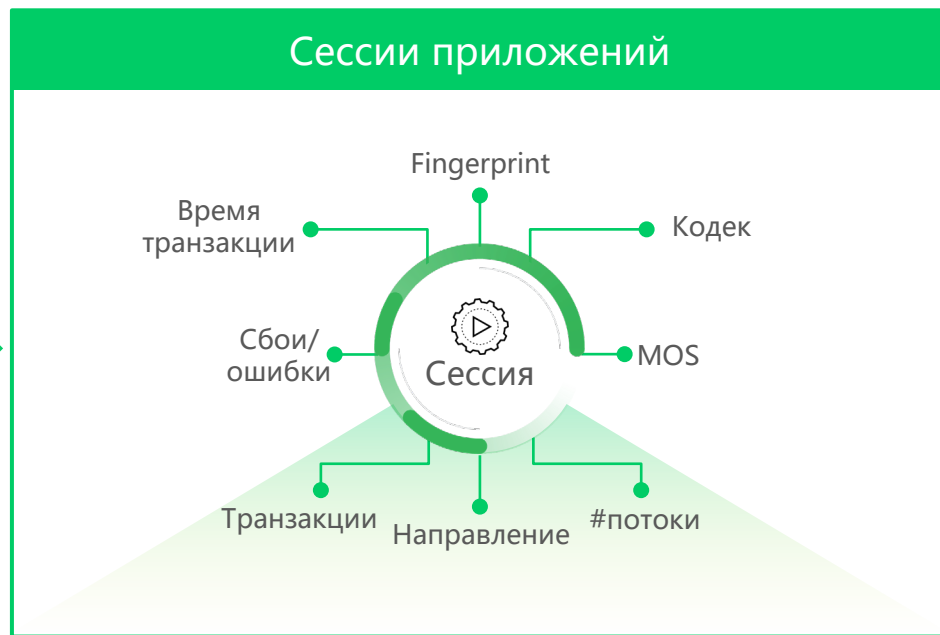 Сессии приложений
Fingerprint
Время
транзакции
Кодек
Сбои/
ошибки
Сессия
MOS
Транзакции
Направление
#потоки